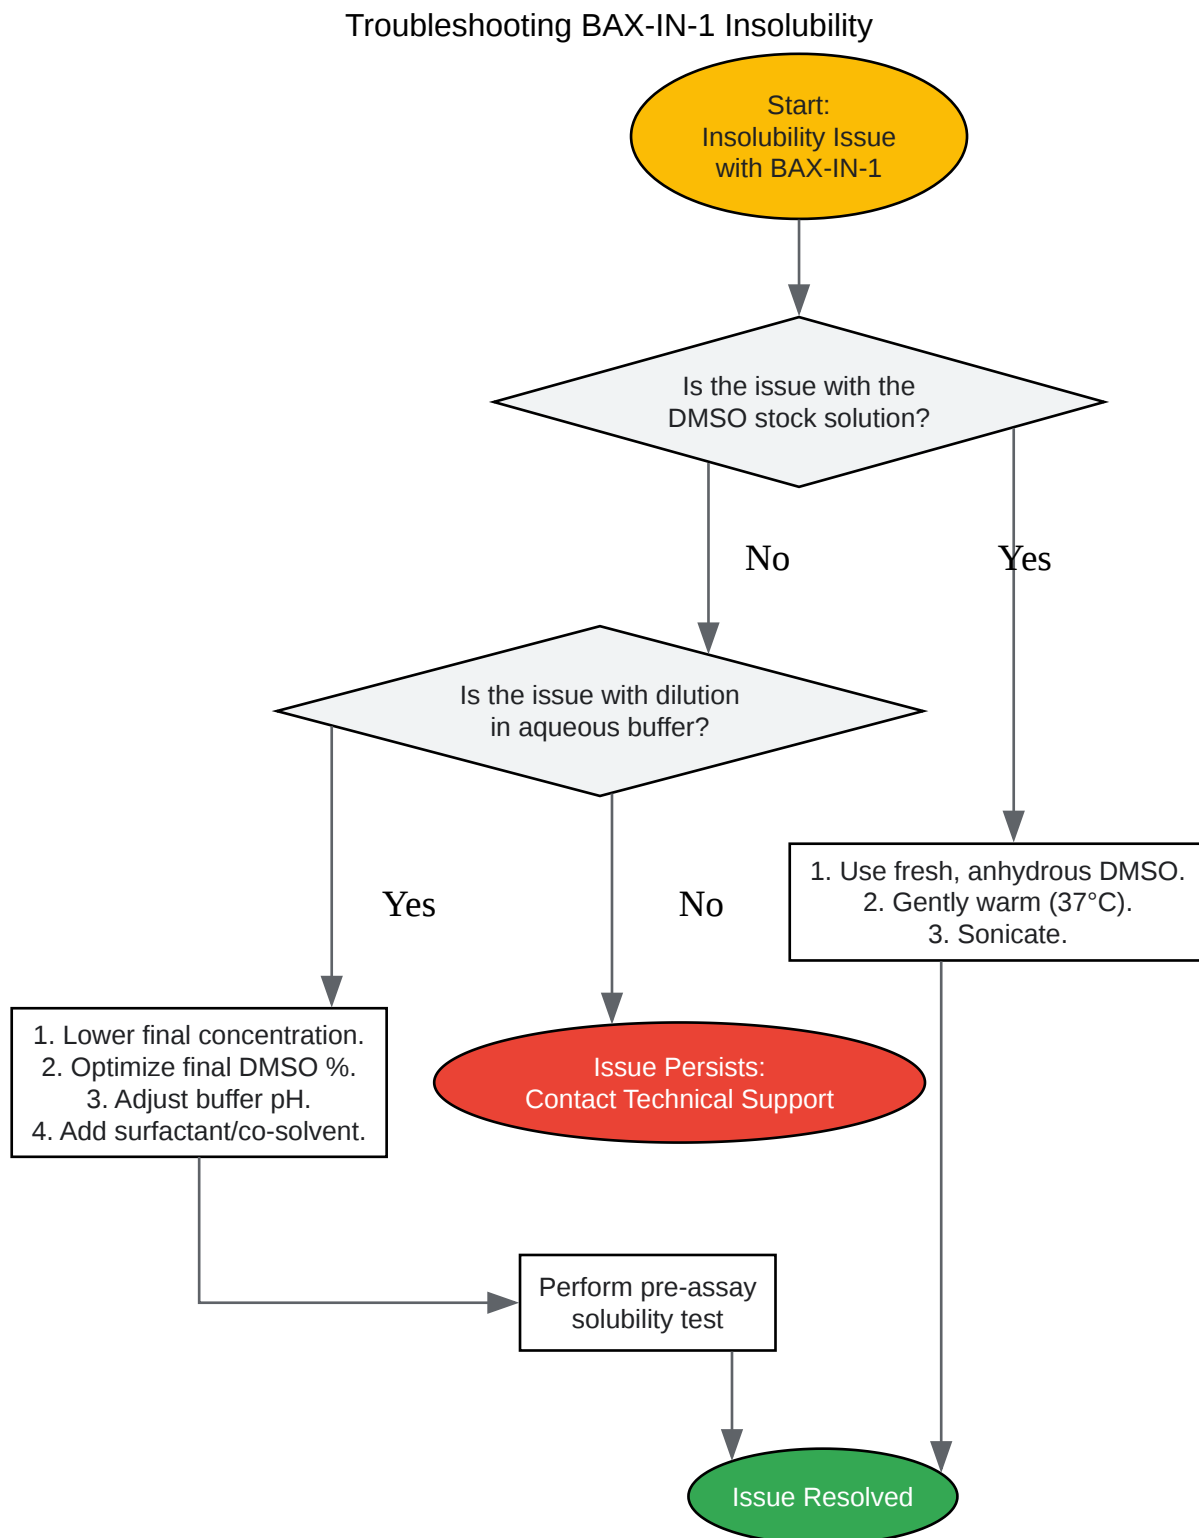 Troubleshooting BAX-IN-1 Insolubility
Start:
Insolubility Issue
with BAX-IN-1
Is the issue with the
DMSO stock solution?
No
Yes
Is the issue with dilution
in aqueous buffer?
Yes
No
1. Use fresh, anhydrous DMSO.
2. Gently warm (37°C).
3. Sonicate.
1. Lower final concentration.
2. Optimize final DMSO %.
3. Adjust buffer pH.
4. Add surfactant/co-solvent.
Issue Persists:
Contact Technical Support
Perform pre-assay
solubility test
Issue Resolved